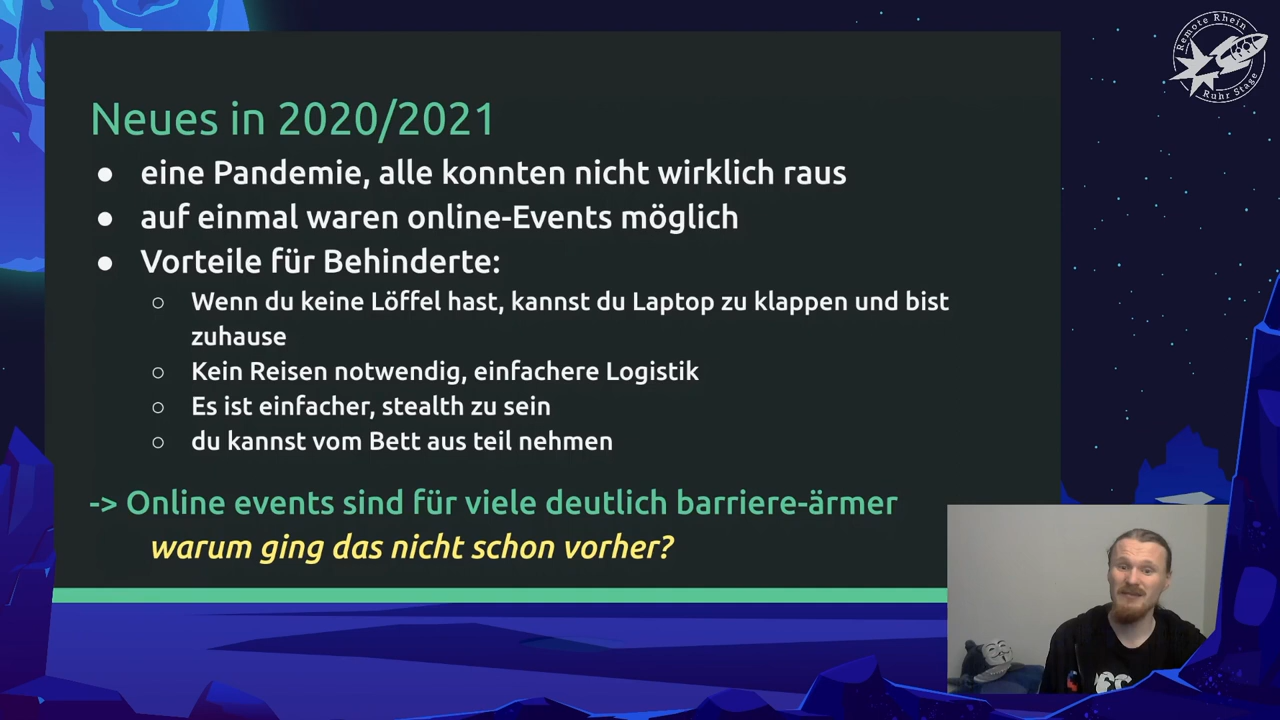 Remote Rhein
Ruhr Stage
Neues in 2020/2021
● eine Pandemie, alle konnten nicht wirklich raus
● auf einmal waren online-Events möglich
● Vorteile für Behinderte:
○ Wenn du keine Löffel hast, kannst du Laptop zu klappen und bist
zuhause
○ Kein Reisen notwendig, einfachere Logistik
○ Es ist einfacher, stealth zu sein
○ du kannst vom Bett aus teil nehmen
-> Online events sind für viele deutlich barriere-ärmer
warum ging das nicht schon vorher?